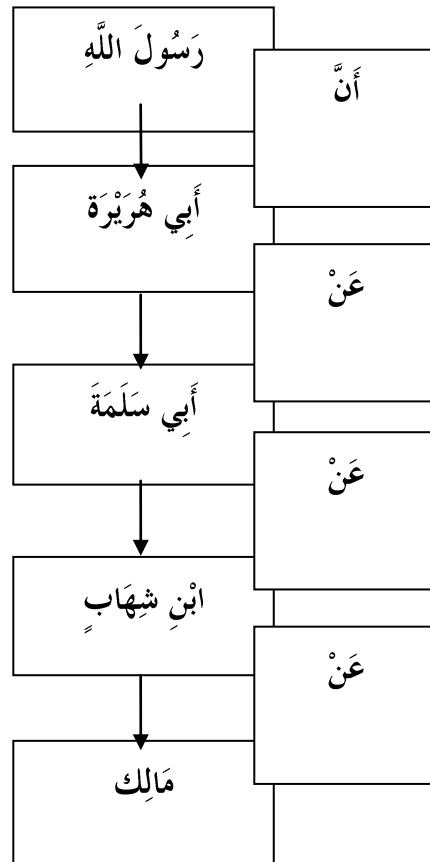 رَسُولَ اللَّهِ
أَنَّ
أَبِي هُرَيْرَة
عَنْ
أَبِي سَلَمَةَ
عَنْ
ابْنِ شِهَابٍ
عَنْ
مَالِك